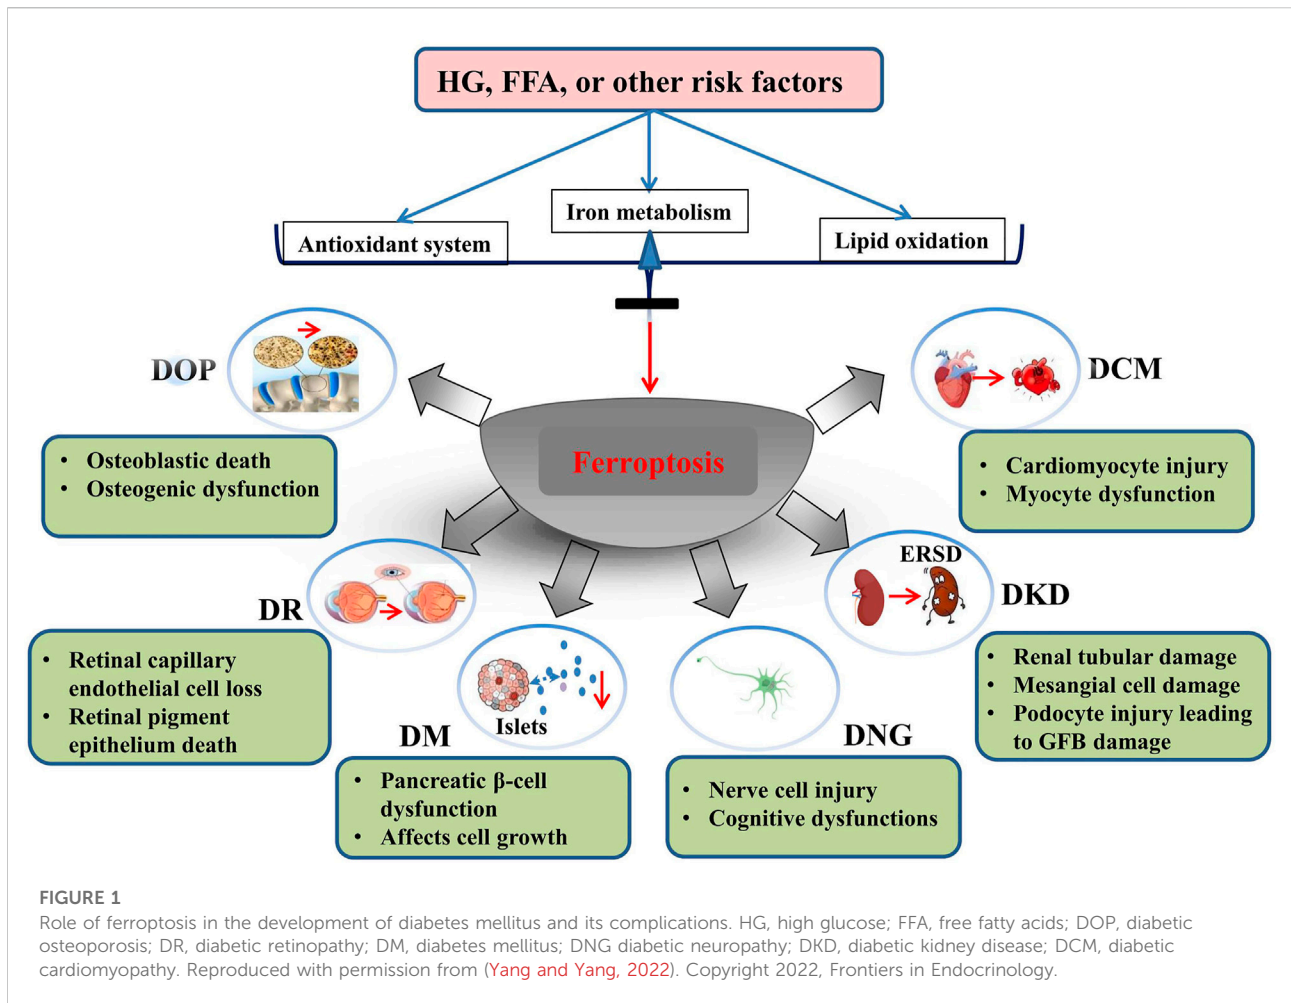 HG, FFA, or other risk factors
Iron metabolism
Antioxidant system
Lipid oxidation
DOP
DCM
• Osteoblastic death
• Osteogenic dysfunction
Ferroptosis
• Cardiomyocyte injury
• Myocyte dysfunction
DR
ERSD
DKD
• Retinal capillary
endothelial cell loss
• Retinal pigment
epithelium death
Islets
DM
DNG
• Renal tubular damage
• Mesangial cell damage
• Podocyte injury leading
to GFB damage
• Pancreatic β-cell
dysfunction
• Affects cell growth
• Nerve cell injury
• Cognitive dysfunctions
FIGURE 1
Role of ferroptosis in the development of diabetes mellitus and its complications. HG, high glucose; FFA, free fatty acids; DOP, diabetic
osteoporosis; DR, diabetic retinopathy; DM, diabetes mellitus; DNG diabetic neuropathy; DKD, diabetic kidney disease; DCM, diabetic
cardiomyopathy. Reproduced with permission from (Yang and Yang, 2022). Copyright 2022, Frontiers in Endocrinology.